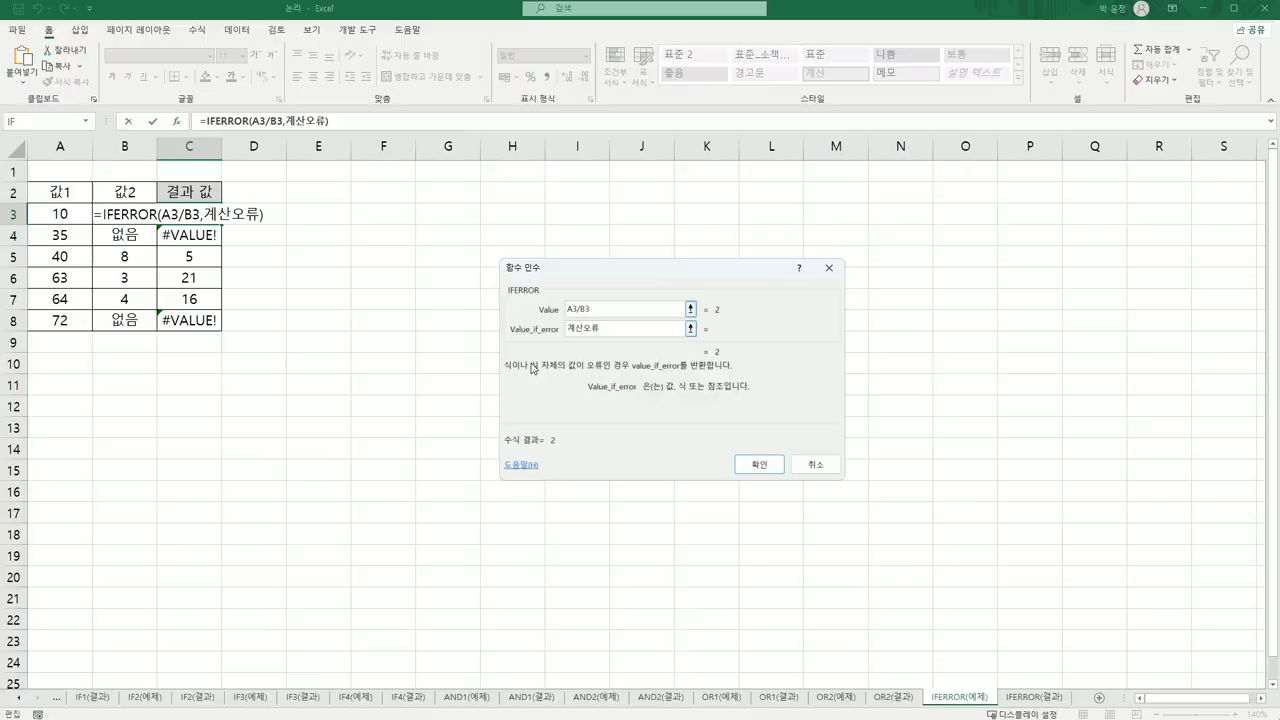 논리 - Excel
검색
박 윤정
파일 홈 삽입 페이지 레이아웃 수식 데이터 검토 보기 개발 도구 도움말
공유
붙여넣기
잘라내기
복사
서식 복사
클립보드
가 가 가
글꼴
자동 줄 바꿈
병합하고 가운데 맞춤
맞춤
일반
표시 형식
조건부 서식
표 서식
표준 2 표준_소책... 표준 나쁨 보통
좋음 경고문 계산 메모 설명 텍스트
스타일
삽입 삭제 서식
셀
자동 합계
채우기
지우기
정렬 및 필터
찾기 및 선택
편집
IF
=IFERROR(A3/B3,계산오류)
A B C D E F G H I J K L M N O P Q R S
1
2 값1 값2 결과 값
3 10 =IFERROR(A3/B3,계산오류)
4 35 없음 #VALUE!
5 40 8 5
6 63 3 21
7 64 4 16
8 72 없음 #VALUE!
9
10
11
12
13
14
15
16
17
18
19
20
21
22
23
24
25
함수 인수 ?
IFERROR
Value A3/B3 = 2
Value_if_error 계산오류 =
= 2
식이나 식 자체의 값이 오류인 경우 value_if_error를 반환합니다.
Value_if_error 은(는) 값, 식 또는 참조입니다.
수식 결과= 2
도움말(H)
확인 취소
... IF1(결과) IF2(예제) IF2(결과) IF3(예제) IF3(결과) IF4(예제) IF4(결과) AND1(예제) AND1(결과) AND2(예제) AND2(결과) OR1(예제) OR1(결과) OR2(예제) OR2(결과) IFERROR(예제) IFERROR(결과)
편집
디스플레이 설정
140%